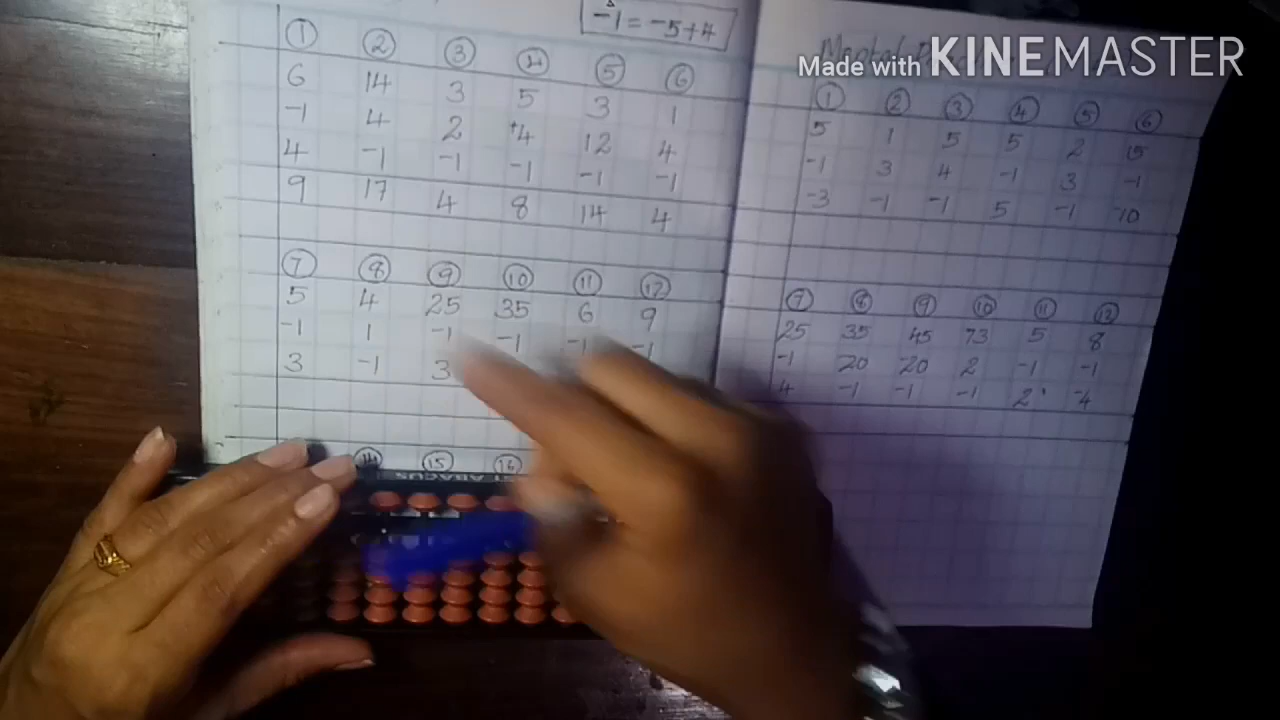 -1 = -5+4
① ② ③ ④ ⑤ ⑥
6 14 3 5 3 1
-1 4 2 +4 12 4
4 -1 -1 -1 -1 -1
9 17 4 8 14 4
⑦ ⑧ ⑨ ⑩ ⑪ ⑫
5 4 25 35 6 9
-1 1 -1 -1 -1 -1
3 -1 3
⑭ ⑮ ⑯
ABACUS
Made with KINEMASTER
① ② ③ ④ ⑤ ⑥
5 1 5 5 2 15
-1 3 4 -1 3 -1
-3 -1 -1 5 -1 -10
⑦ ⑧ ⑨ ⑩ ⑪ ⑫
25 35 45 73 5 8
-1 20 20 2 -1 -1
4 -1 -1 -1 2 -4